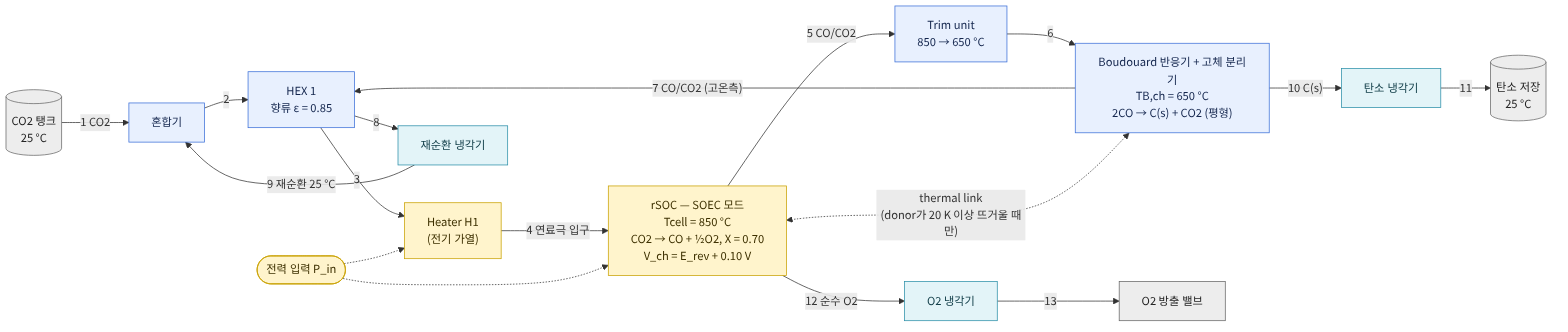 CO2 탱크
25 °C
1 CO2
혼합기
2
HEX 1
향류 ε = 0.85
8
재순환 냉각기
9 재순환 25 °C
3
Heater H1
(전기 가열)
전력 입력 P_in
4 연료극 입구
rSOC — SOEC 모드
Tcell = 850 °C
CO2 → CO + ½O2, X = 0.70
V_ch = E_rev + 0.10 V
5 CO/CO2
Trim unit
850 → 650 °C
6
7 CO/CO2 (고온측)
Boudouard 반응기 + 고체 분리
기
TB,ch = 650 °C
2CO → C(s) + CO2 (평형)
thermal link
(donor가 20 K 이상 뜨거울 때
만)
10 C(s)
탄소 냉각기
11
탄소 저장
25 °C
12 순수 O2
O2 냉각기
13
O2 방출 밸브